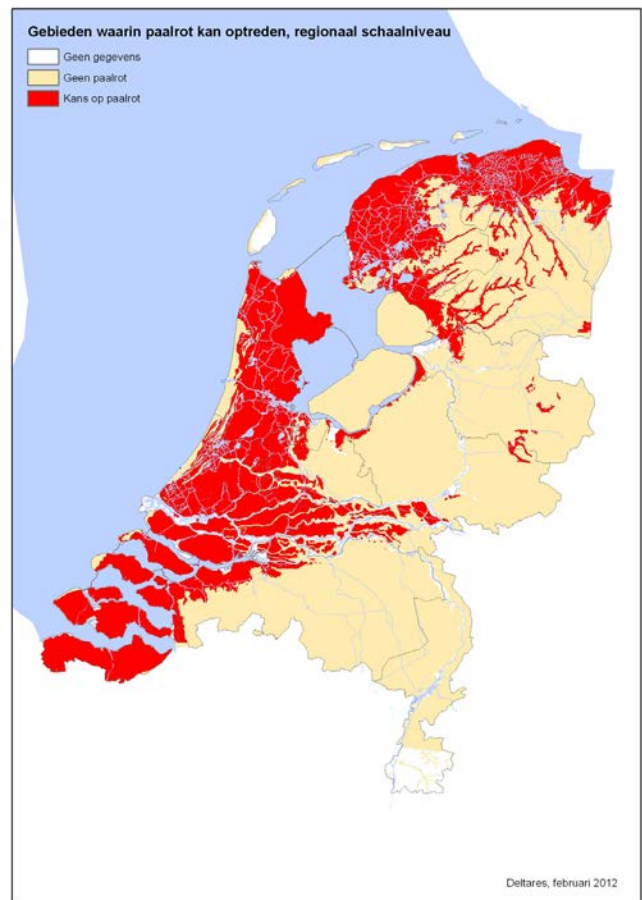 Gebieden waarin paalrot kan optreden, regionaal schaalniveau
Geen gegevens
Geen paalrot
Kans op paalrot
Deltares, februari 2012